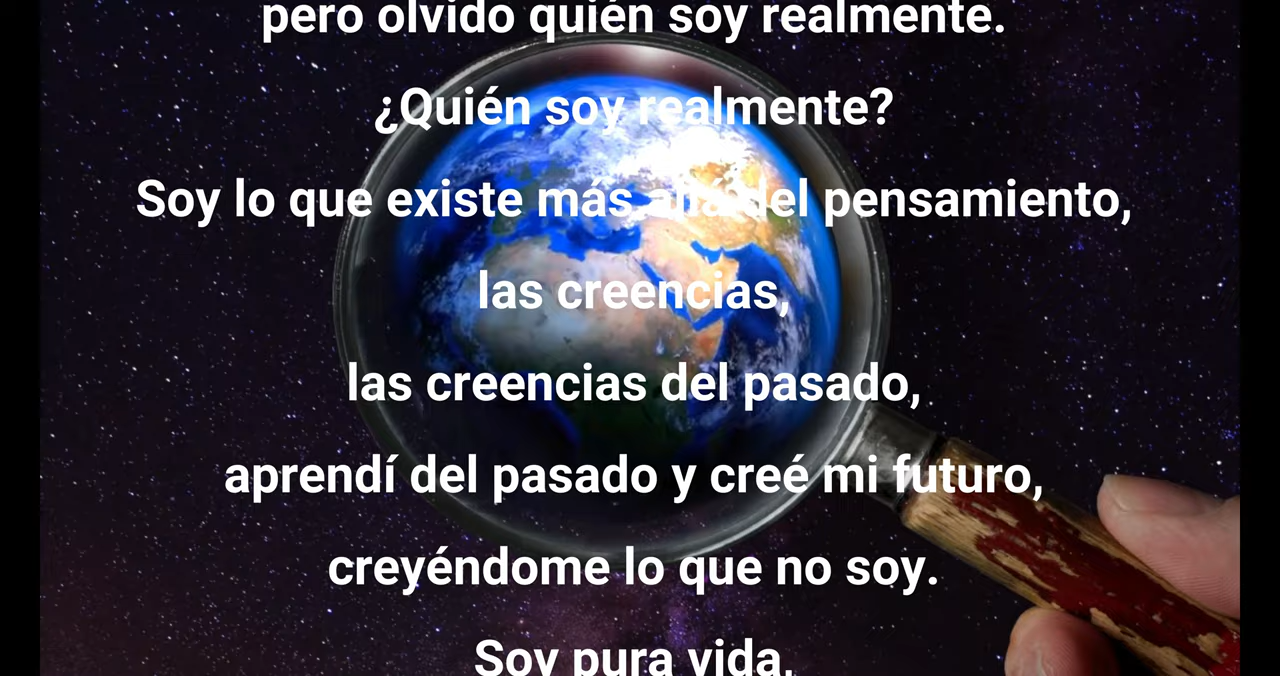 pero olvido quién soy realmente.
¿Quién soy realmente?
Soy lo que existe más allá del pensamiento,
las creencias,
las creencias del pasado,
aprendí del pasado y creé mi futuro,
creyéndome lo que no soy.
Soy pura vida,